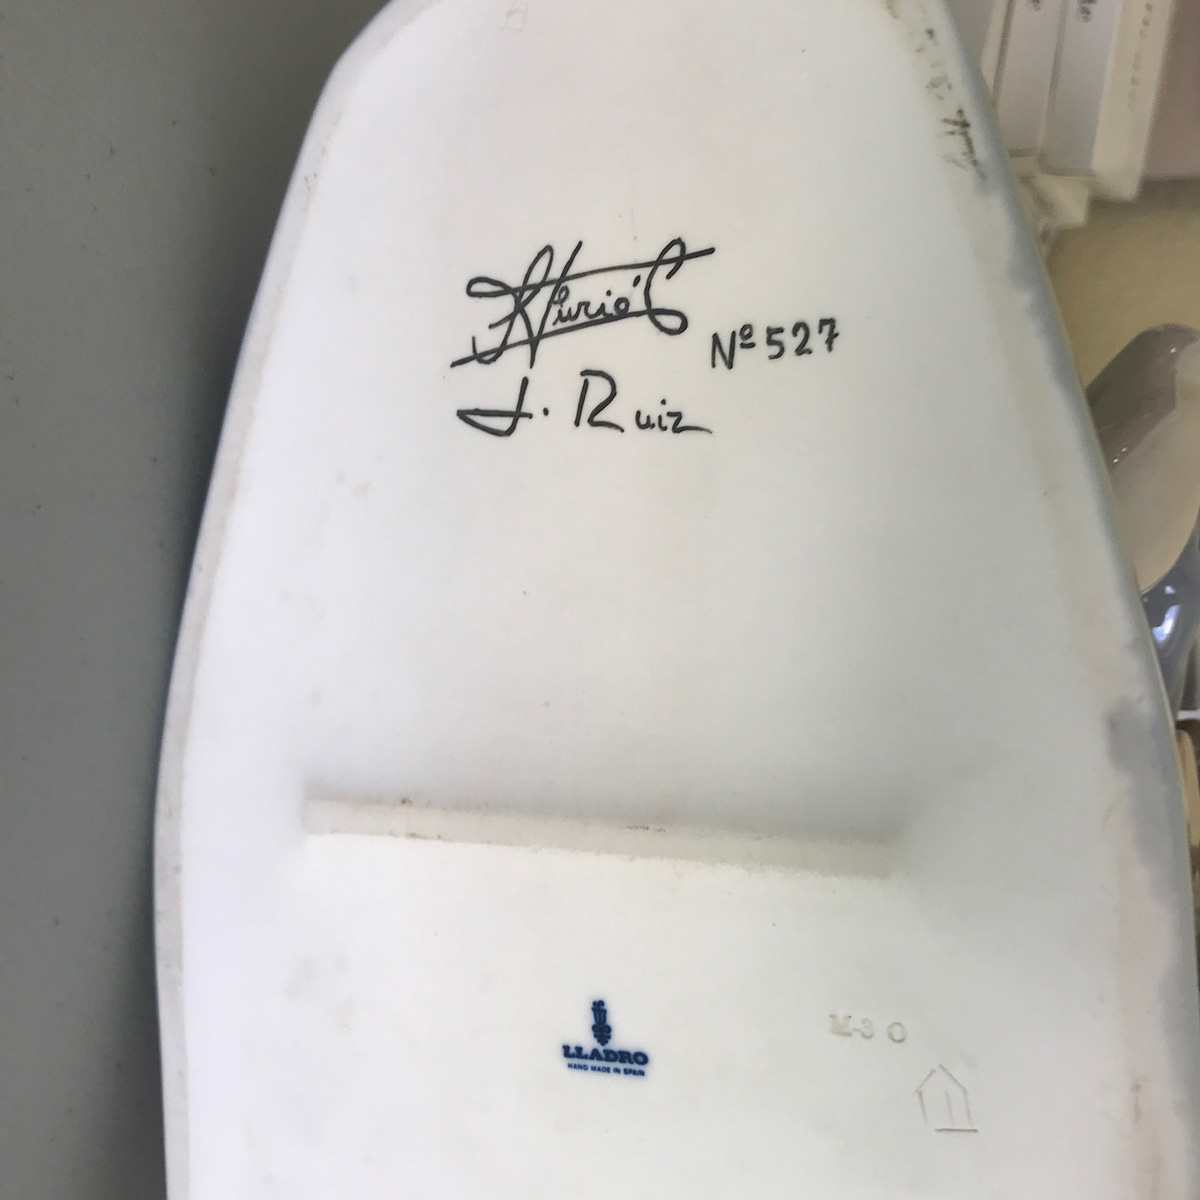 Nº 527
J. Ruiz
LLADRO
HAND MADE IN SPAIN
M-3 O